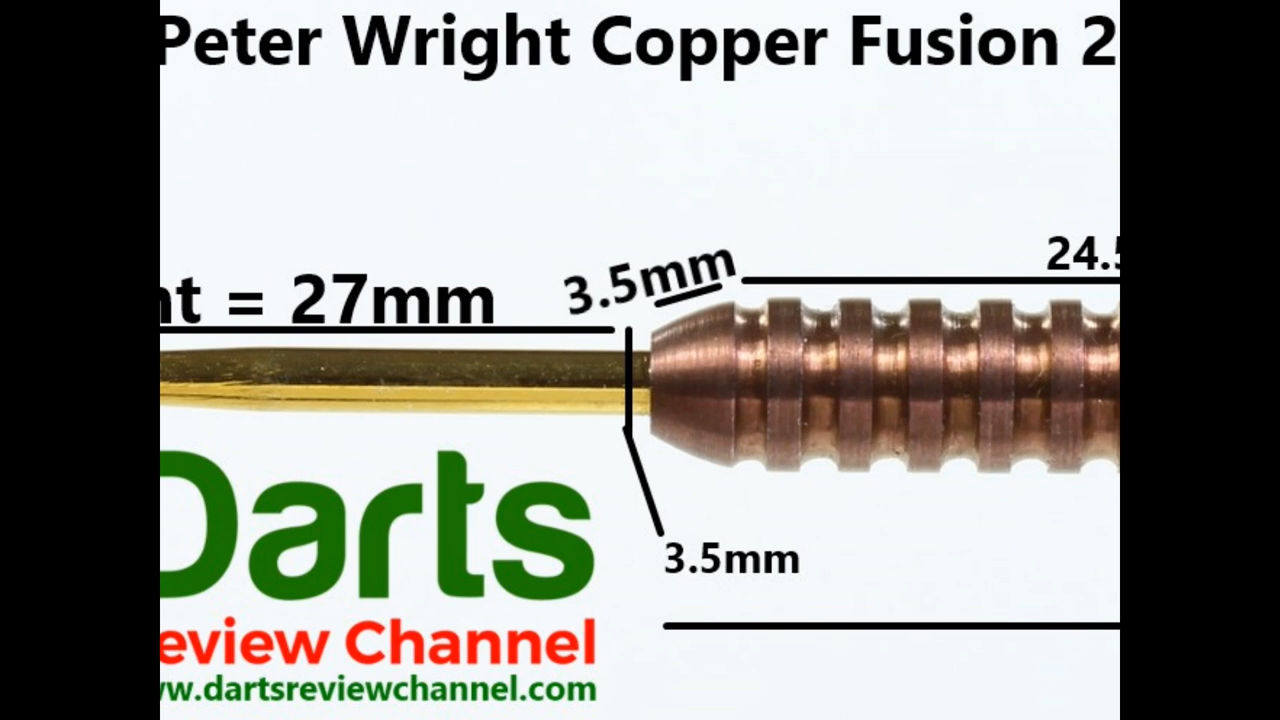 Peter Wright Copper Fusion 2
24.5
3.5mm
nt = 27mm
3.5mm
Darts
eview Channel
ww.dartsreviewchannel.com